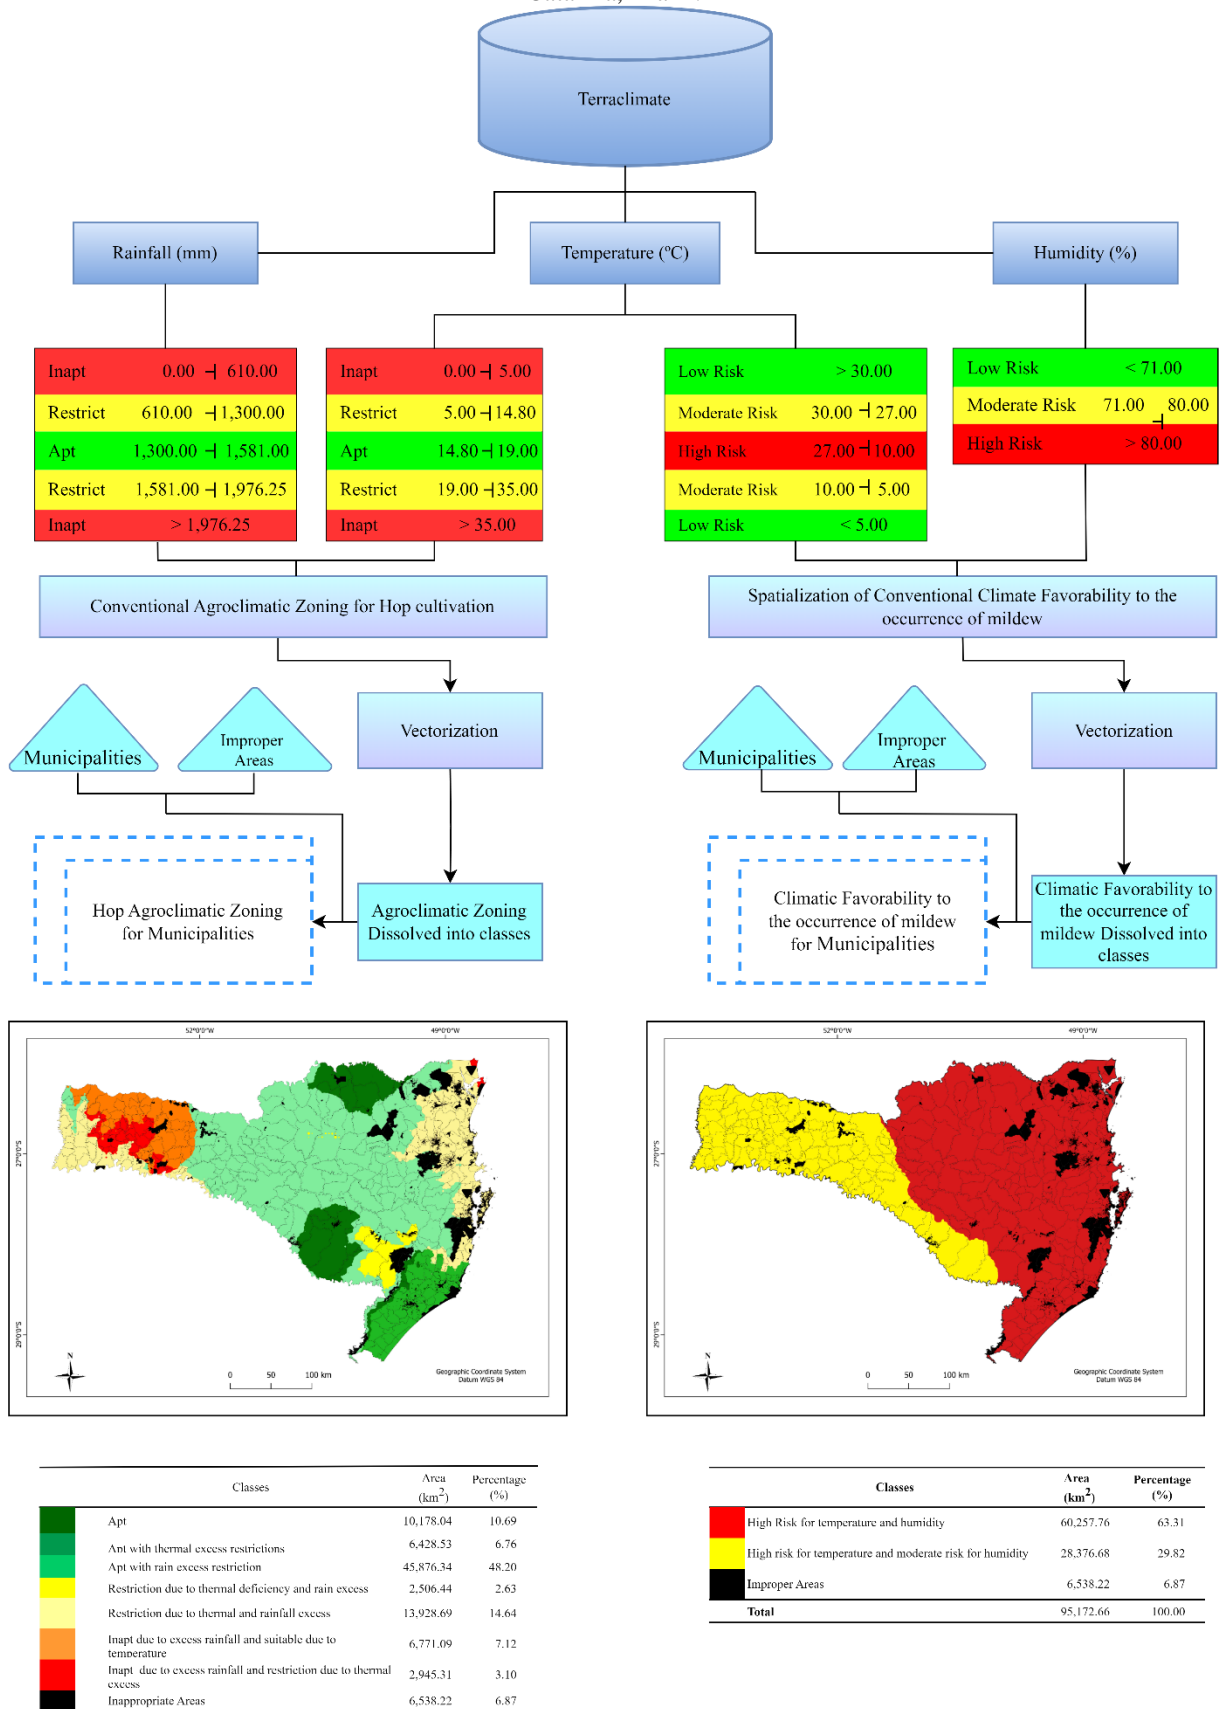 Terraclimate
Rainfall (mm)
Temperature (ºC)
Humidity (%)
Inapt 0.00 ⊣ 610.00
Restrict 610.00 ⊣ 1,300.00
Apt 1,300.00 ⊣ 1,581.00
Restrict 1,581.00 ⊣ 1,976.25
Inapt > 1,976.25
Inapt 0.00 ⊣ 5.00
Restrict 5.00 ⊣ 14.80
Apt 14.80 ⊣ 19.00
Restrict 19.00 ⊣ 35.00
Inapt > 35.00
Low Risk > 30.00
Moderate Risk 30.00 ⊣ 27.00
High Risk 27.00 ⊣ 10.00
Moderate Risk 10.00 ⊣ 5.00
Low Risk < 5.00
Low Risk < 71.00
Moderate Risk 71.00 ⊣ 80.00
High Risk > 80.00
Conventional Agroclimatic Zoning for Hop cultivation
Spatialization of Conventional Climate Favorability to the
occurrence of mildew
Municipalities
Improper
Areas
Vectorization
Municipalities
Improper
Areas
Vectorization
Hop Agroclimatic Zoning
for Municipalities
Agroclimatic Zoning
Dissolved into classes
Climatic Favorability to
the occurrence of mildew
for Municipalities
Climatic Favorability to
the occurrence of
mildew Dissolved into
classes
52°0'0"W 49°0'0"W
27°0'0"S
29°0'0"S
N
0 50 100 km
Geographic Coordinate System
Datum WGS 84
52°0'0"W 49°0'0"W
27°0'0"S
29°0'0"S
N
0 50 100 km
Geographic Coordinate System
Datum WGS 84
Classes Area (km²) Percentage (%)
Apt 10,178.04 10.69
Apt with thermal excess restrictions 6,428.53 6.76
Apt with rain excess restriction 45,876.34 48.20
Restriction due to thermal deficiency and rain excess 2,506.44 2.63
Restriction due to thermal and rainfall excess 13,928.69 14.64
Inapt due to excess rainfall and suitable due to
temperature 6,771.09 7.12
Inapt due to excess rainfall and restriction due to thermal
excess 2,945.31 3.10
Inappropriate Areas 6,538.22 6.87
Classes Area (km²) Percentage (%)
High Risk for temperature and humidity 60,257.76 63.31
High risk for temperature and moderate risk for humidity 28,376.68 29.82
Improper Areas 6,538.22 6.87
Total 95,172.66 100.00